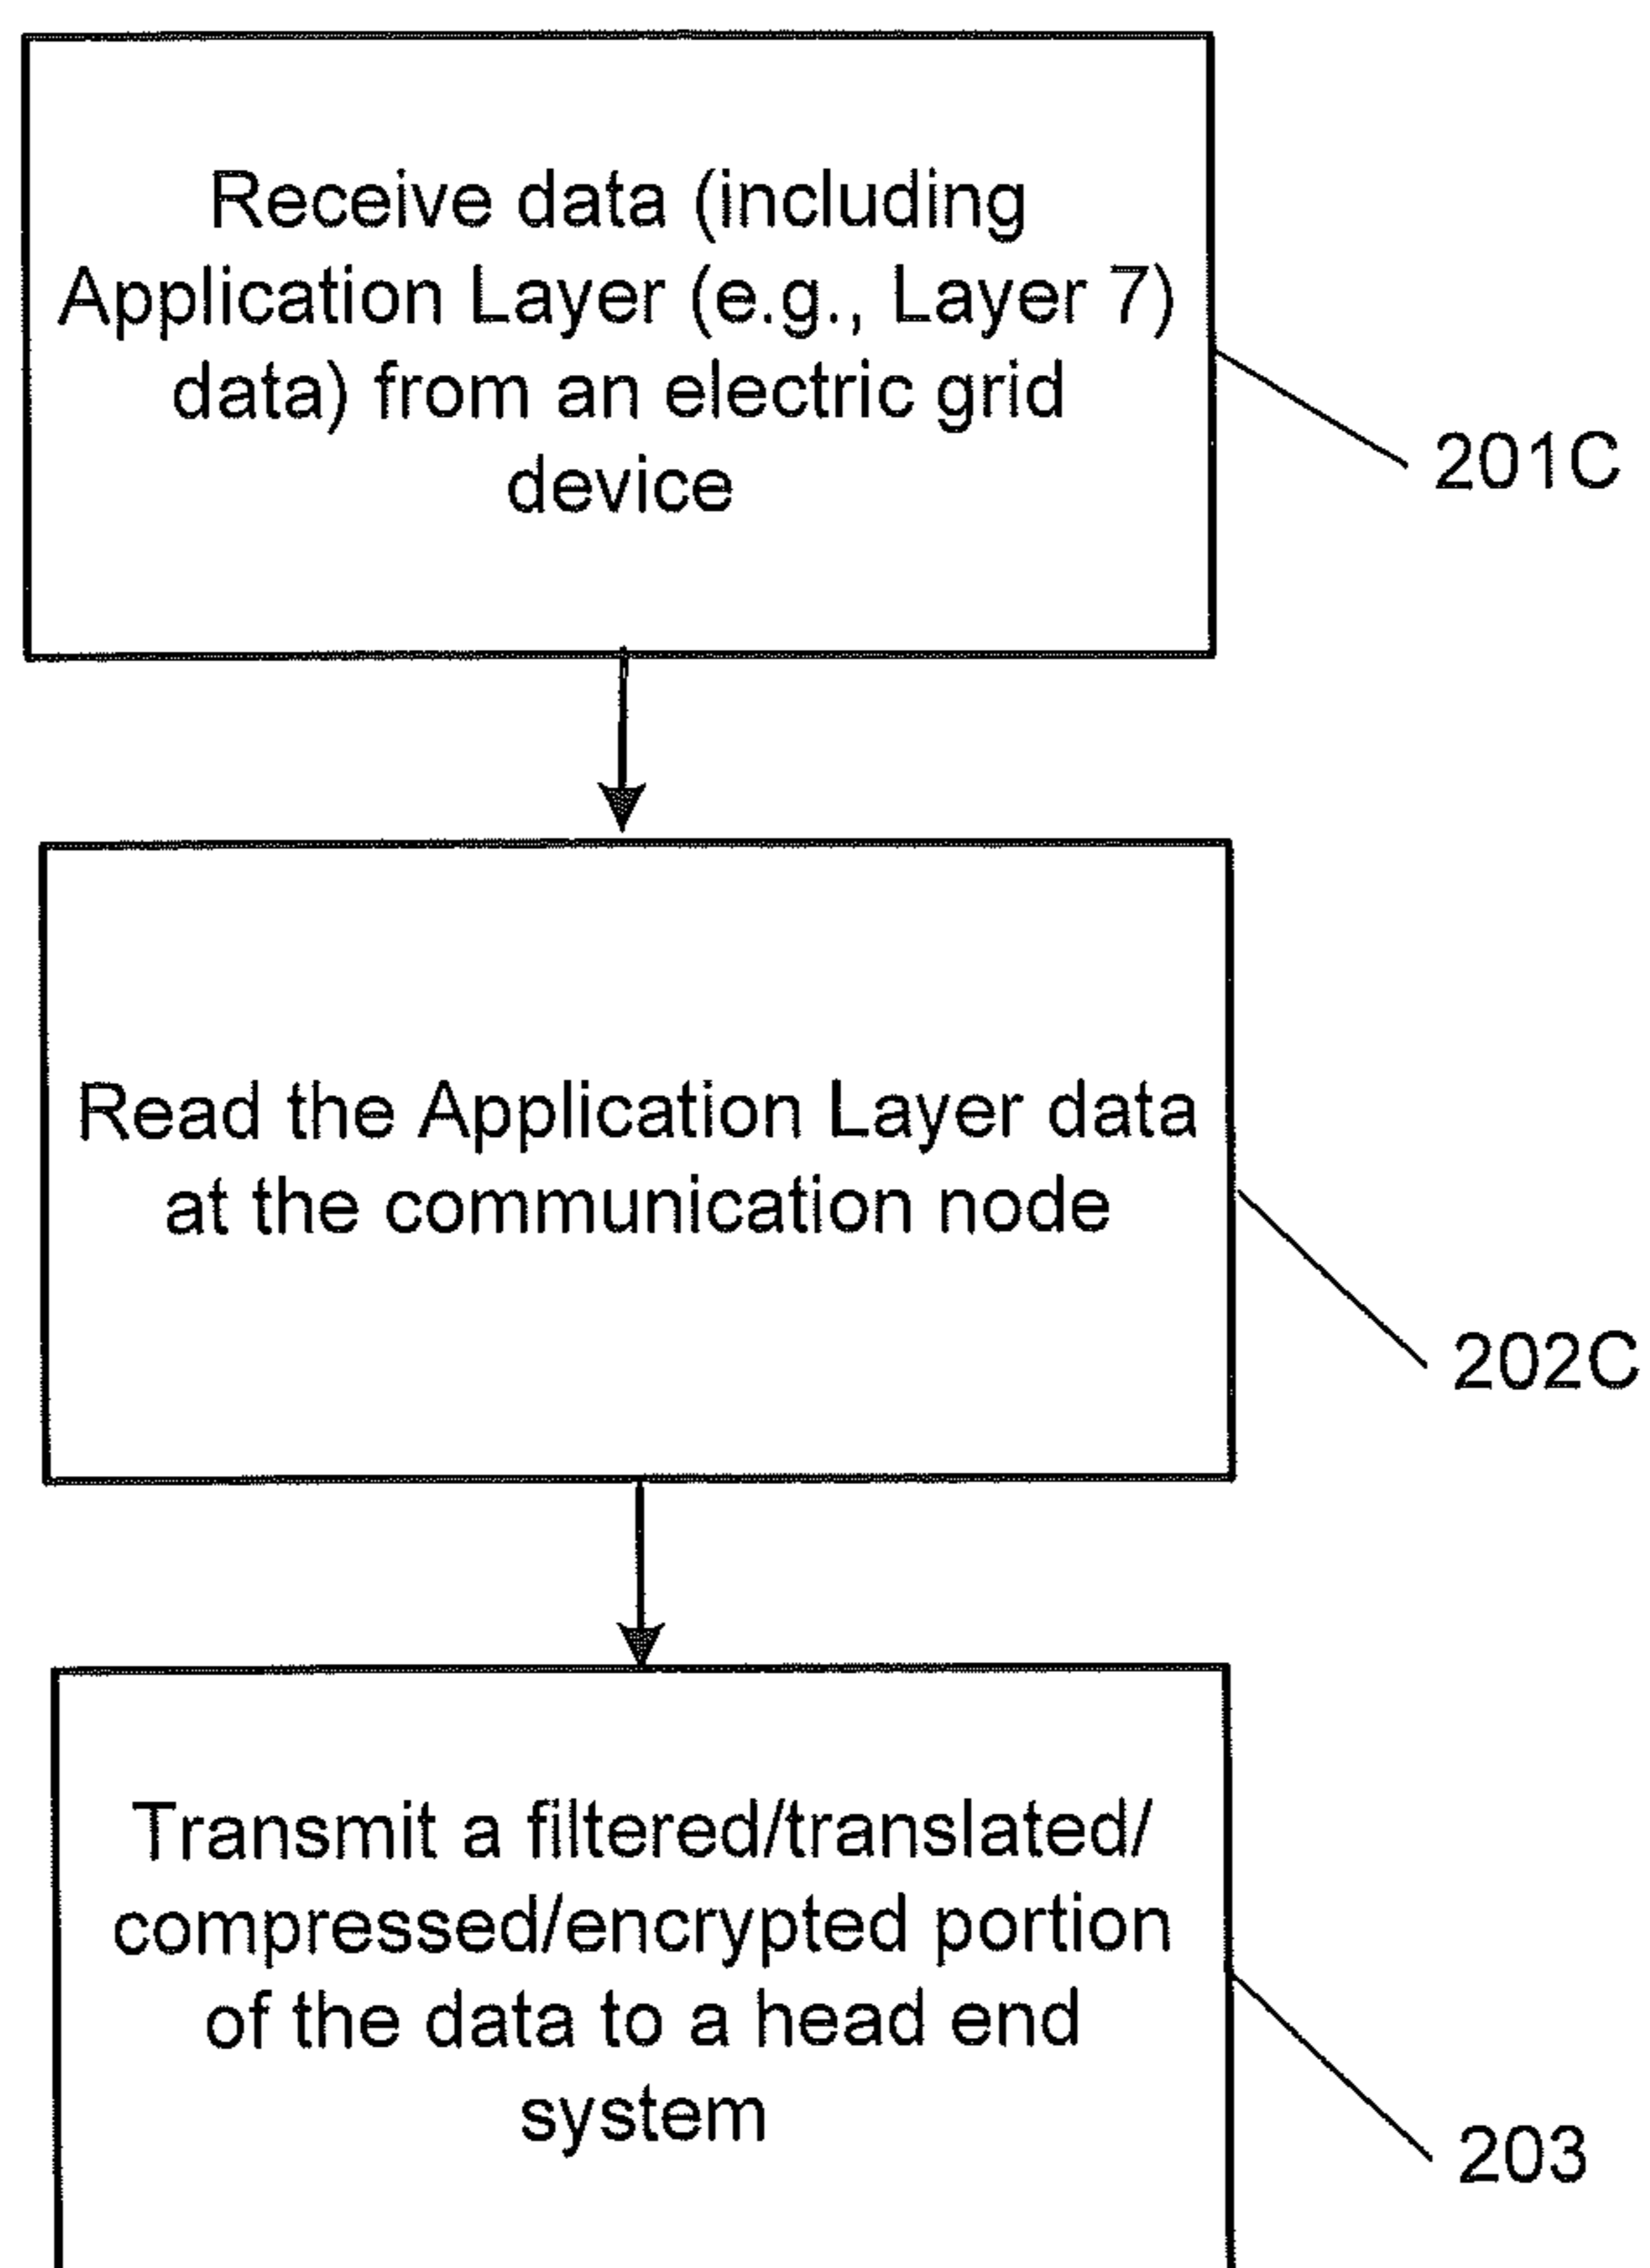 Receive data (including
Application Layer (e.g., Layer 7)
data) from an electric grid
device
201C
Read the Application Layer data
at the communication node
202C
Transmit a filtered/translated/
compressed/encrypted portion
of the data to a head end
system
203